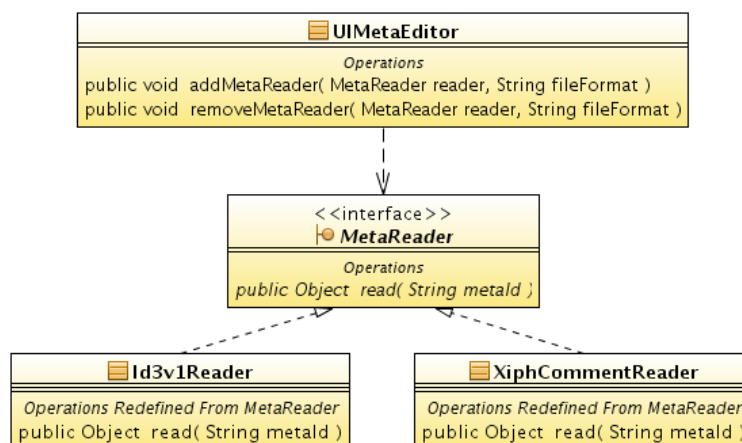 UIMetaEditor
Operations
public void addMetaReader( MetaReader reader, String fileFormat )
public void removeMetaReader( MetaReader reader, String fileFormat )
<<interface>>
MetaReader
Operations
public Object read( String metaId )
Id3v1Reader
Operations Redefined From MetaReader
public Object read( String metaId )
XiphCommentReader
Operations Redefined From MetaReader
public Object read( String metaId )